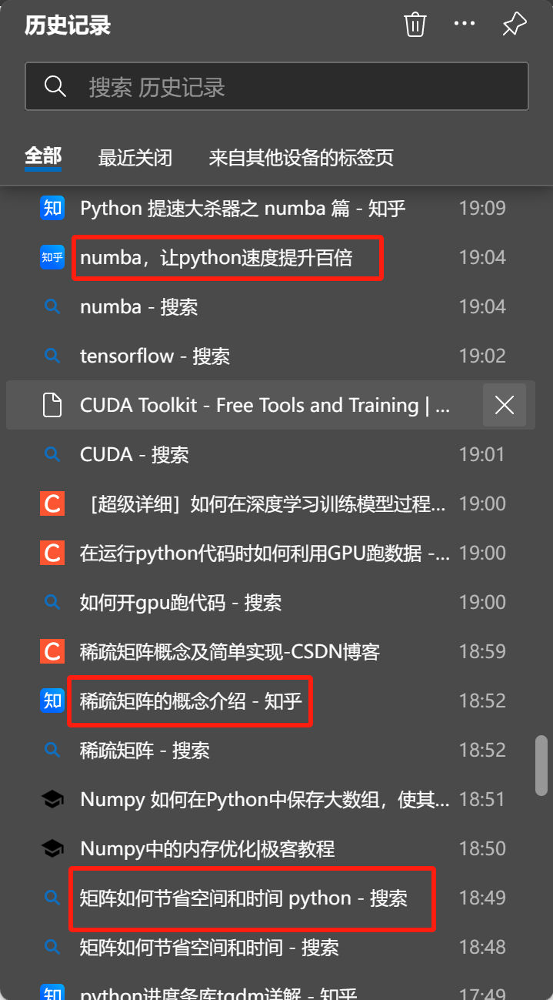 历史记录
搜索 历史记录
全部 最近关闭 来自其他设备的标签页
知 Python 提速大杀器之 numba 篇 - 知乎 19:09
知乎 numba，让python速度提升百倍 19:04
numba - 搜索 19:04
tensorflow - 搜索 19:02
CUDA Toolkit - Free Tools and Training | ...
CUDA - 搜索 19:01
C ［超级详细］如何在深度学习训练模型过程... 19:00
C 在运行python代码时如何利用GPU跑数据 -... 19:00
如何开gpu跑代码 - 搜索 19:00
C 稀疏矩阵概念及简单实现-CSDN博客 18:59
知 稀疏矩阵的概念介绍 - 知乎 18:52
稀疏矩阵 - 搜索 18:52
Numpy 如何在Python中保存大数组，使其... 18:51
Numpy中的内存优化|极客教程 18:50
矩阵如何节省空间和时间 python - 搜索 18:49
矩阵如何节省空间和时间 - 搜索 18:48
知 python进度条库tqdm详解 - 知乎 17:49